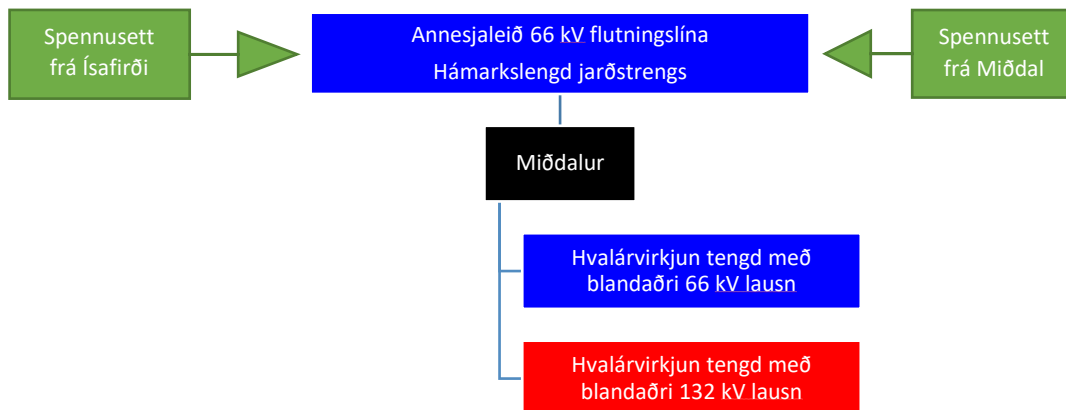 Spennusett
frá Ísafirði
Annesjaleið 66 kV flutningslína
Hámarkslengd jarðstrengs
Spennusett
frá Miðdal
Miðdalur
Hvalárvirkjun tengd með
blandaðri 66 kV lausn
Hvalárvirkjun tengd með
blandaðri 132 kV lausn